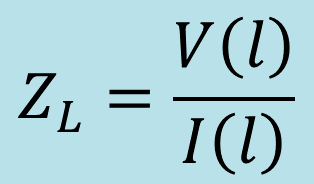 Z_L = V(l) / I(l)